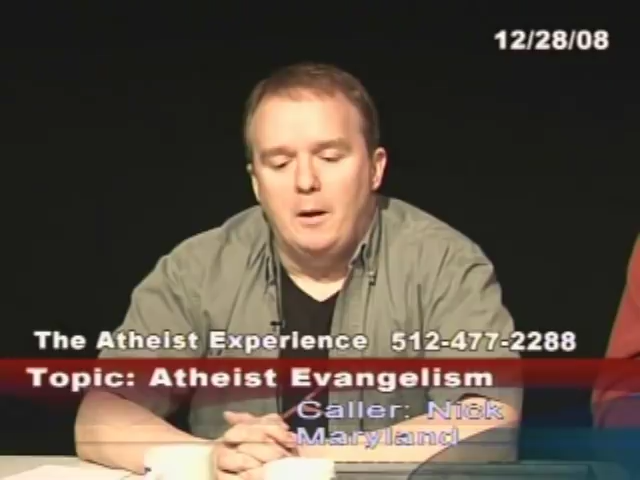 12/28/08
The Atheist Experience 512-477-2288
Topic: Atheist Evangelism
Caller: Nick
Maryland